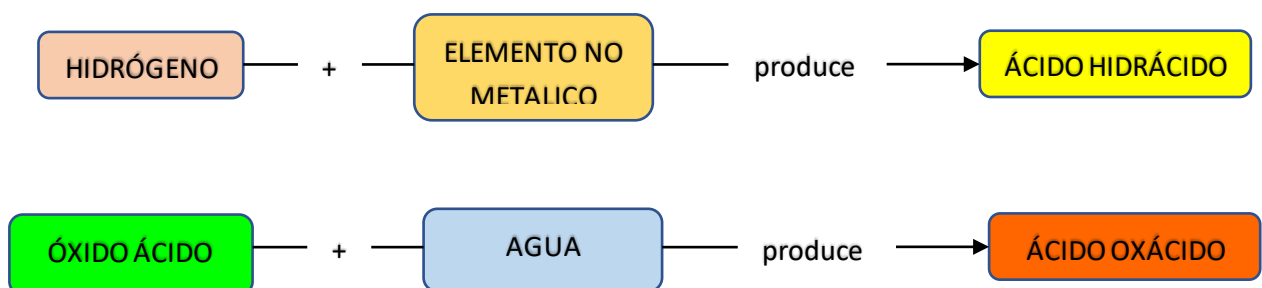 HIDRÓGENO + ELEMENTO NO METALICO produce ÁCIDO HIDRÁCIDO
ÓXIDO ÁCIDO + AGUA produce ÁCIDO OXÁCIDO